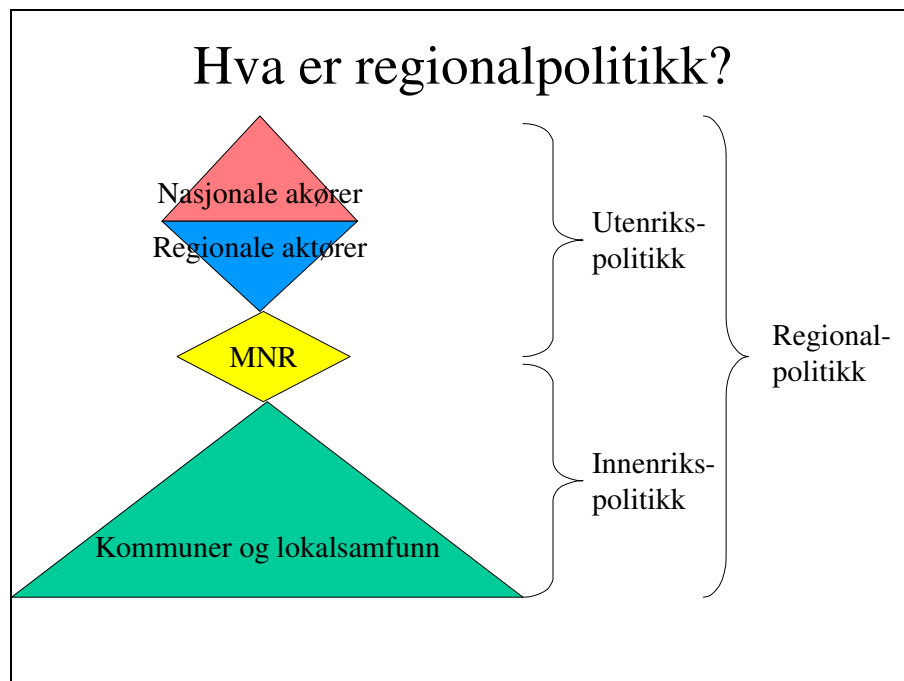 Hva er regionalpolitikk?
Nasjonale akører
Regionale aktører
MNR
Kommuner og lokalsamfunn
Utenriks-
politikk
Innenriks-
politikk
Regional-
politikk